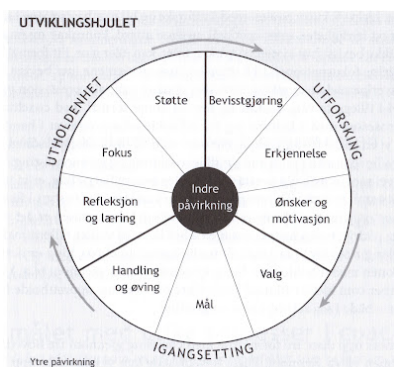 UTVIKLINGSHJULET
UTHOLDENHET
UTFORSKING
Støtte
Bevisstgjøring
Fokus
Erkjennelse
Indre
påvirkning
Refleksjon
og læring
Ønsker og
motivasjon
Handling
og øving
Valg
Mål
IGANGSETTING
Ytre påvirkning